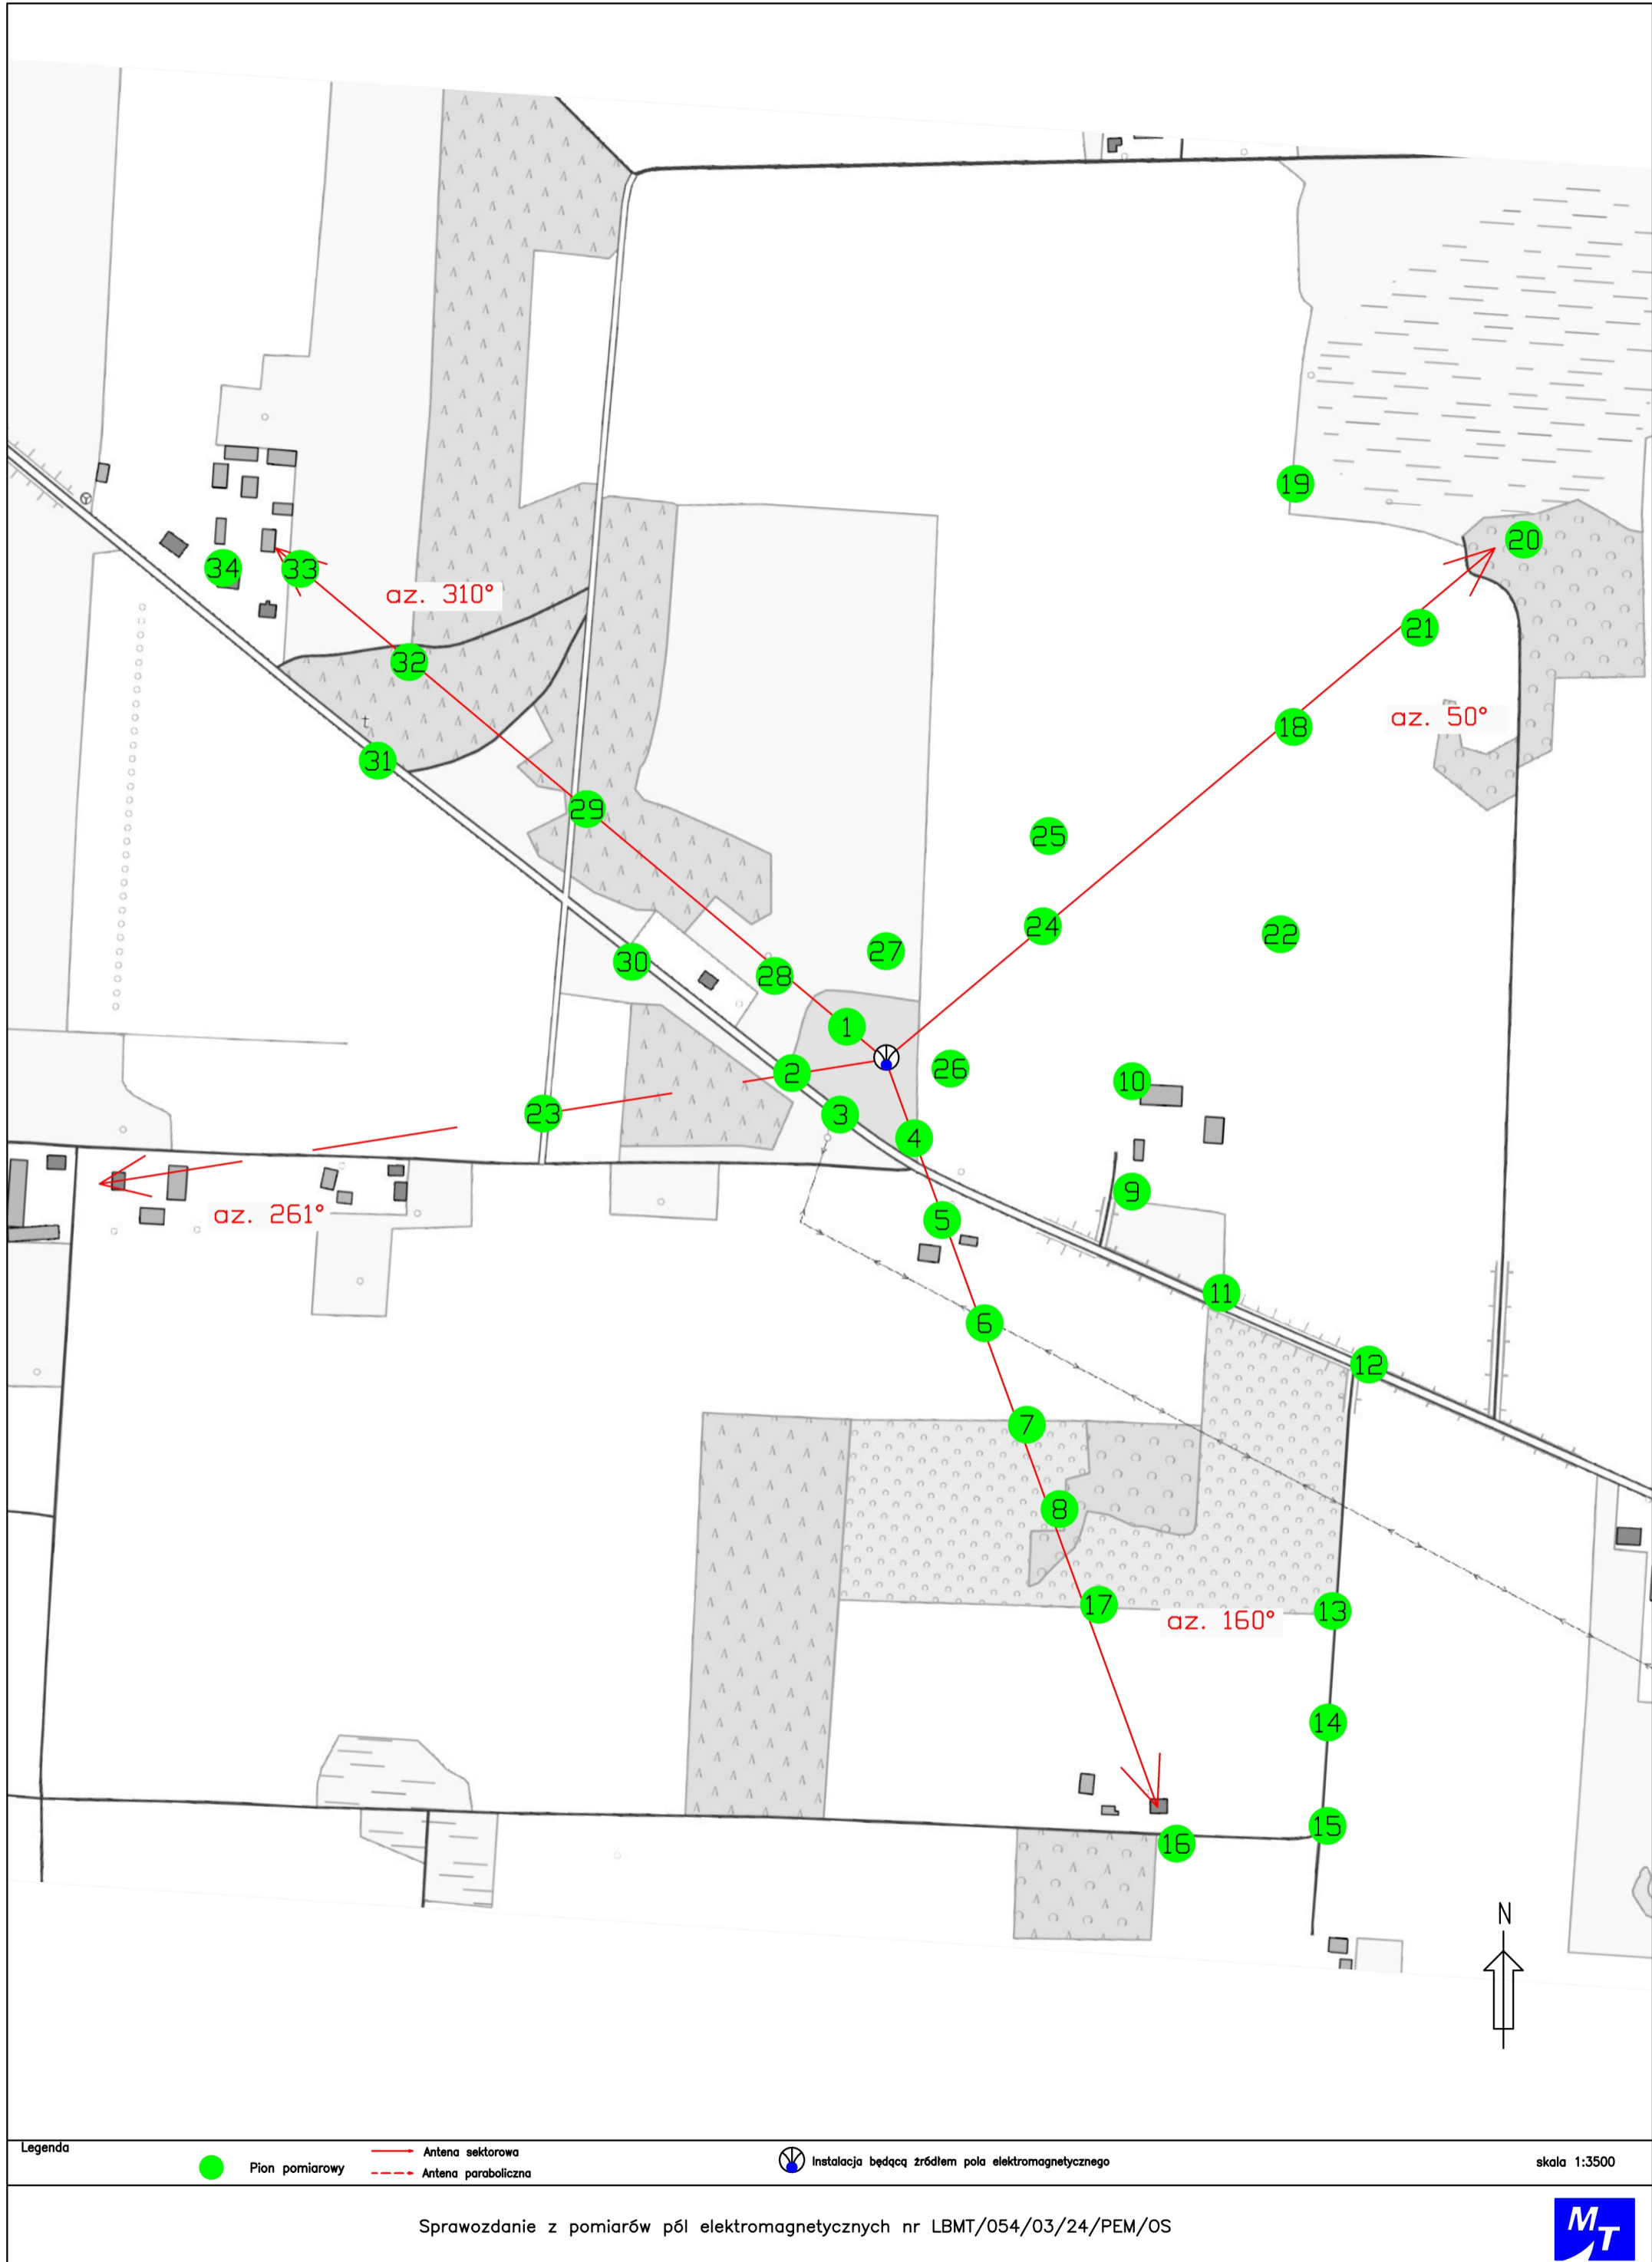 19
20
34
33
az. 310°
21
32
az. 50°
18
31
29
25
24
22
27
30
28
1
26
2
10
23
3
4
9
az. 261°
5
11
6
12
7
8
17
13
az. 160°
14
15
16
N
Legenda
Pion pomiarowy
Antena sektorowa
Antena paraboliczna
Instalacja będącą źródłem pola elektromagnetycznego
skala 1:3500
Sprawozdanie z pomiarów pól elektromagnetycznych nr LBMT/054/03/24/PEM/OS
MT